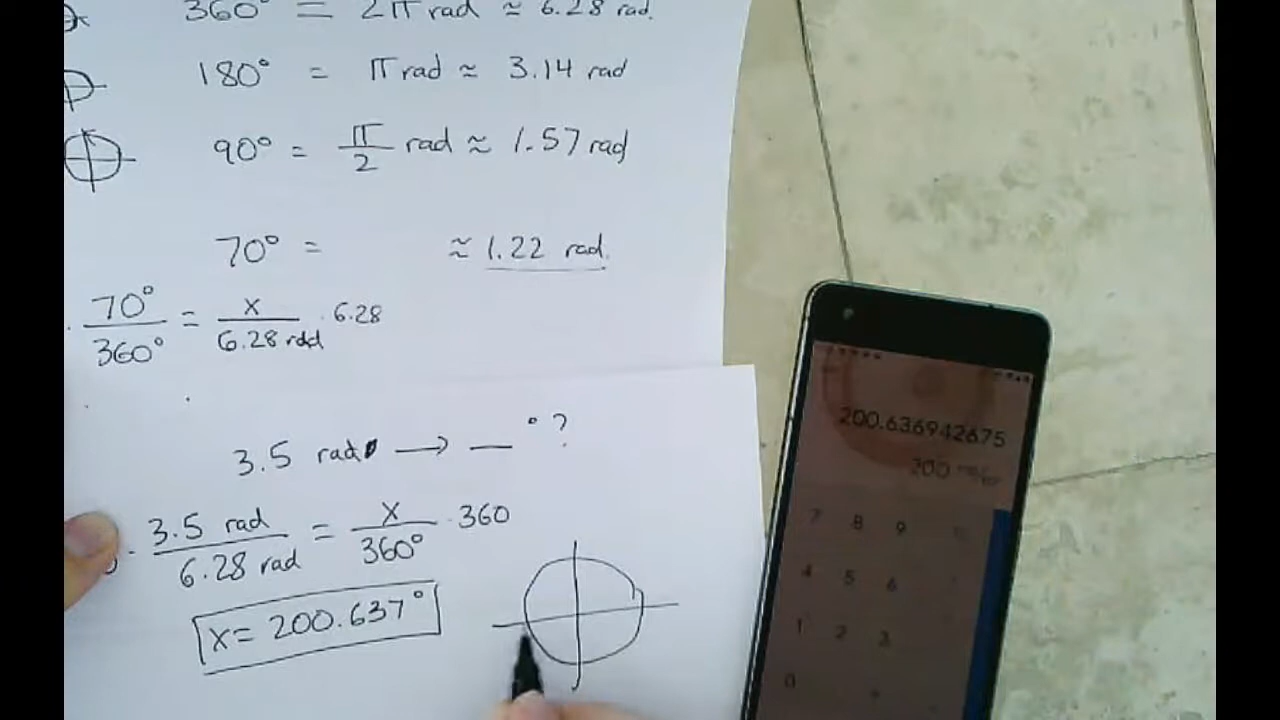 360° = 2π rad ≈ 6.28 rad.
180° = π rad ≈ 3.14 rad
90° = π/2 rad ≈ 1.57 rad
70° = ≈ 1.22 rad.
70°/360° = x/6.28 rad · 6.28
3.5 rad → __° ?
· 3.5 rad/6.28 rad = x/360° · 360
x = 200.637°
200.636942675
200
7 8 9
4 5 6
1 2 3
0